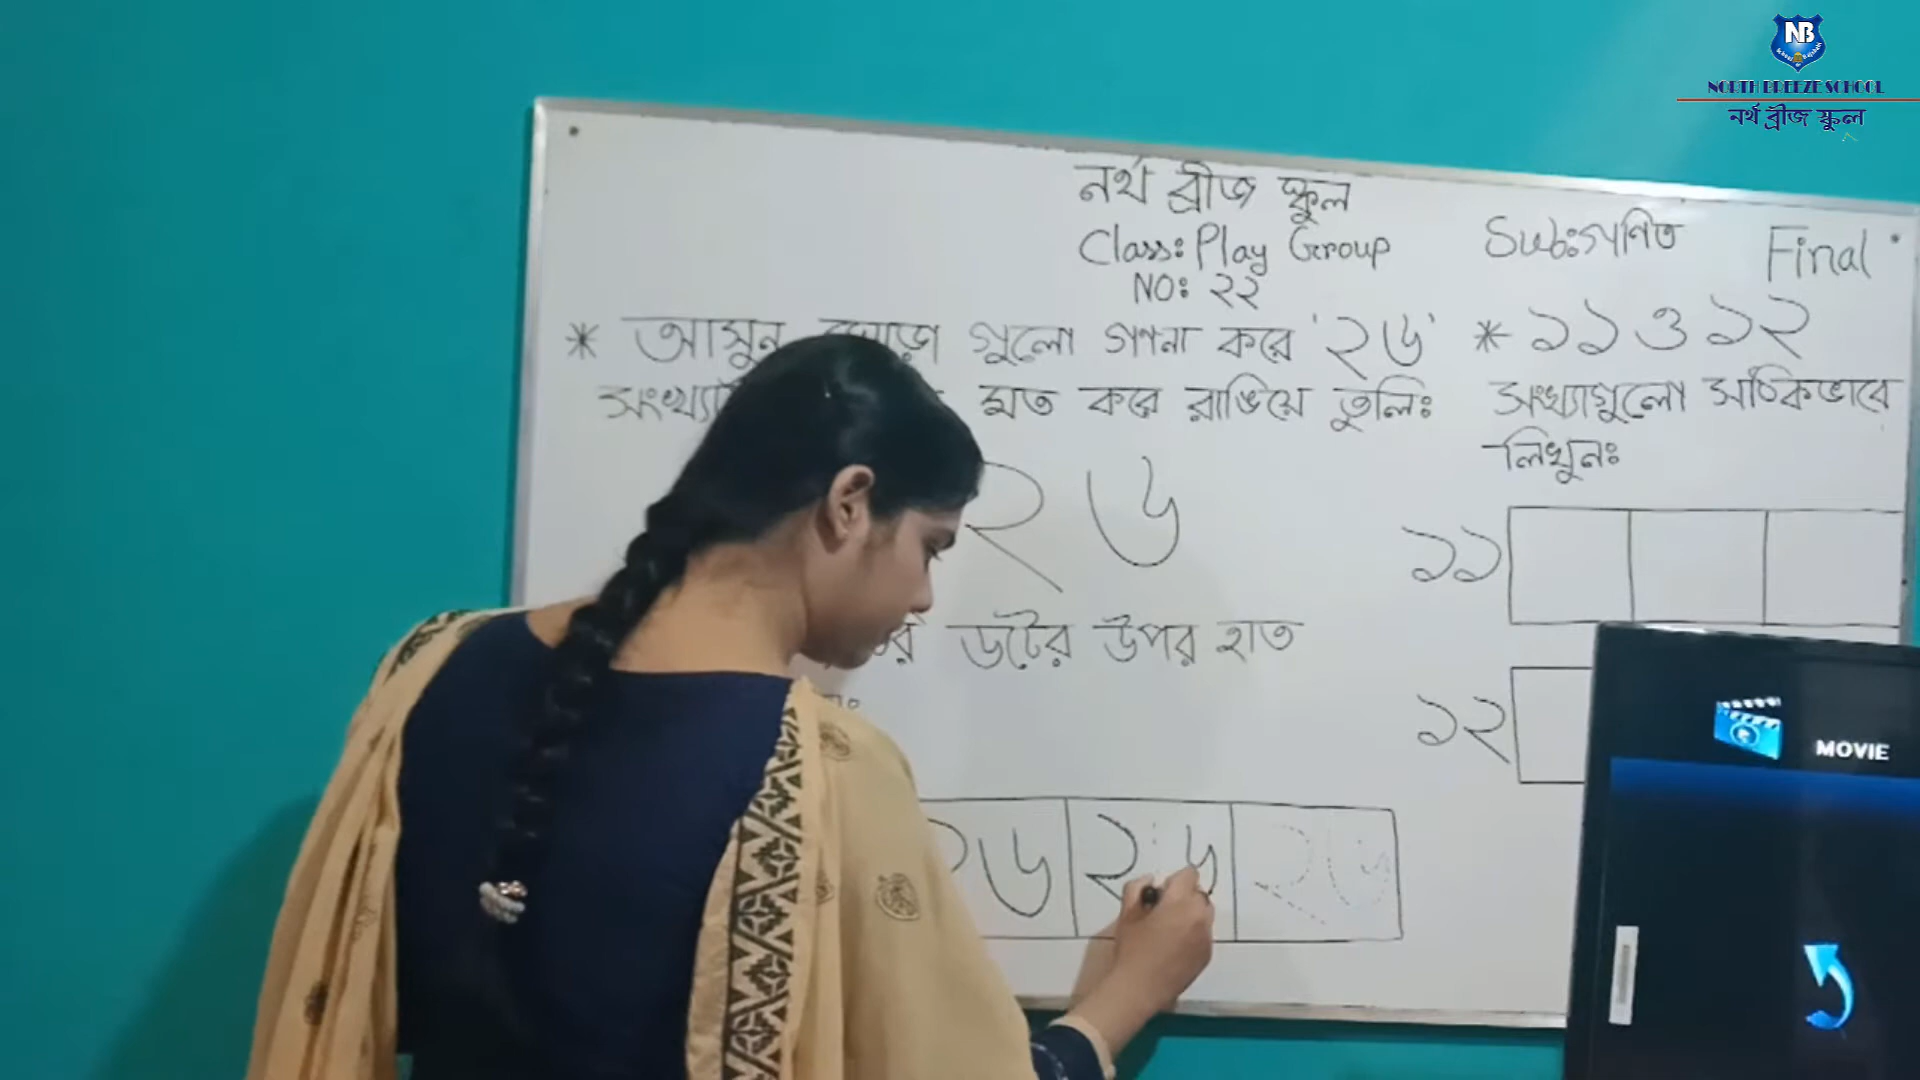 NB
NORTH BREEZE SCHOOL
নর্থ ব্রীজ স্কুল
নর্থ ব্রীজ স্কুল
Class: Play Group
Sub: গণিত
Final
NO: ২২
* আসুন গুলো গণনা করে '২৬'
মত করে রাঙিয়ে তুলিঃ
২৬
ডটের উপর হাত
২৬ ২৬ ২৬
* ১১ ও ১২
সংখ্যাগুলো সঠিকভাবে
লিখুনঃ
১১
১২
MOVIE